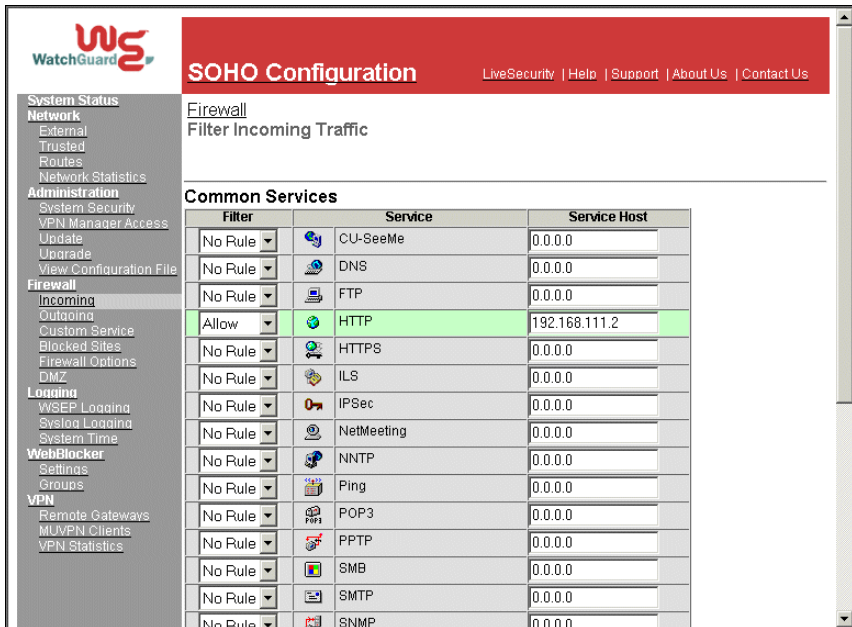 WatchGuard
SOHO Configuration
LiveSecurity | Help | Support | About Us | Contact Us
System Status
Network
External
Trusted
Routes
Network Statistics
Administration
System Security
VPN Manager Access
Update
Upgrade
View Configuration File
Firewall
Incoming
Outgoing
Custom Service
Blocked Sites
Firewall Options
DMZ
Logging
WSEP Logging
Syslog Logging
System Time
WebBlocker
Settings
Groups
VPN
Remote Gateways
MUVPN Clients
VPN Statistics
Firewall
Filter Incoming Traffic
Common Services
Filter Service Service Host
No Rule CU-SeeMe 0.0.0.0
No Rule DNS 0.0.0.0
No Rule FTP 0.0.0.0
Allow HTTP 192.168.111.2
No Rule HTTPS 0.0.0.0
No Rule ILS 0.0.0.0
No Rule IPSec 0.0.0.0
No Rule NetMeeting 0.0.0.0
No Rule NNTP 0.0.0.0
No Rule Ping 0.0.0.0
No Rule POP3 POP3 0.0.0.0
No Rule PPTP 0.0.0.0
No Rule SMB 0.0.0.0
No Rule SMTP 0.0.0.0
No Rule SNMP 0.0.0.0